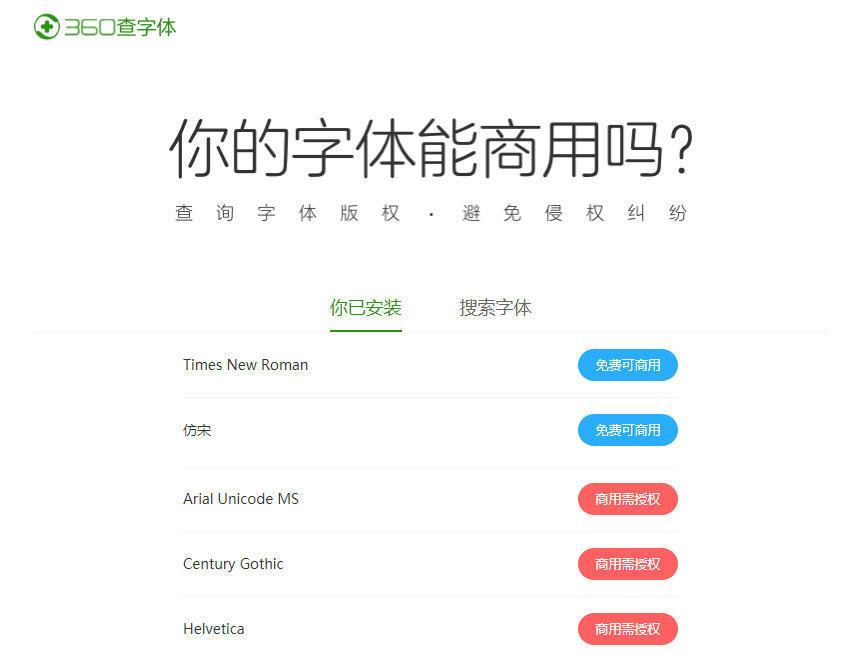 360查字体
你的字体能商用吗?
查询字体版权·避免侵权纠纷
你已安装 搜索字体
Times New Roman 免费可商用
仿宋 免费可商用
Arial Unicode MS 商用需授权
Century Gothic 商用需授权
Helvetica 商用需授权